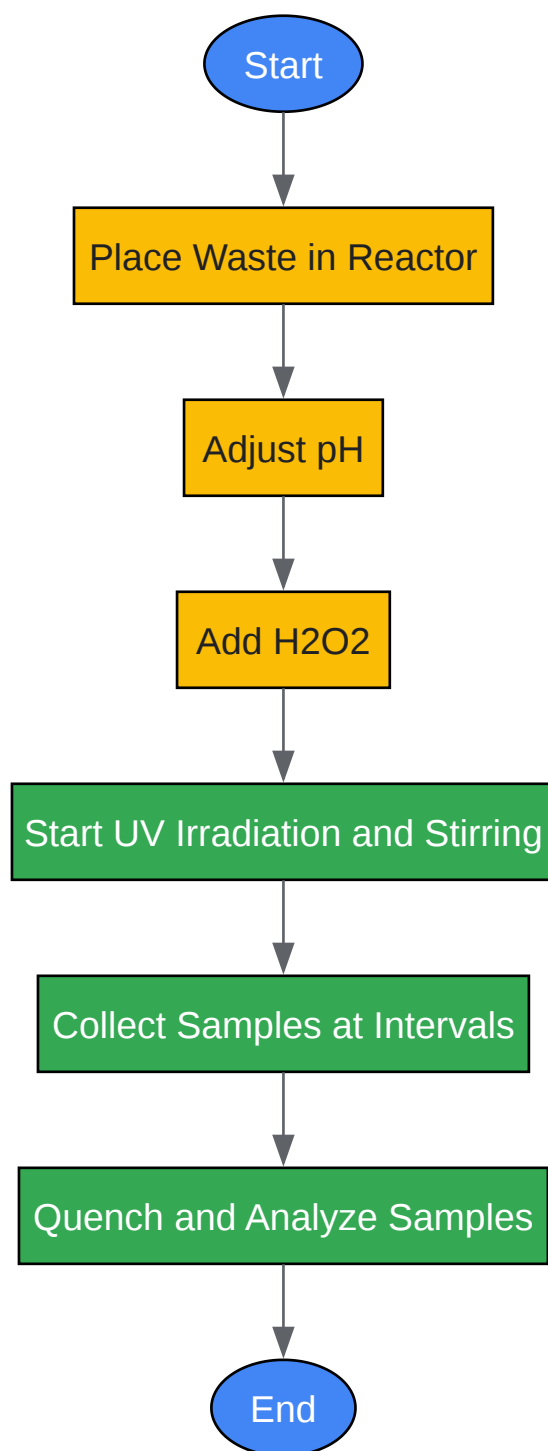 Start
Place Waste in Reactor
Adjust pH
Add H2O2
Start UV Irradiation and Stirring
Collect Samples at Intervals
Quench and Analyze Samples
End